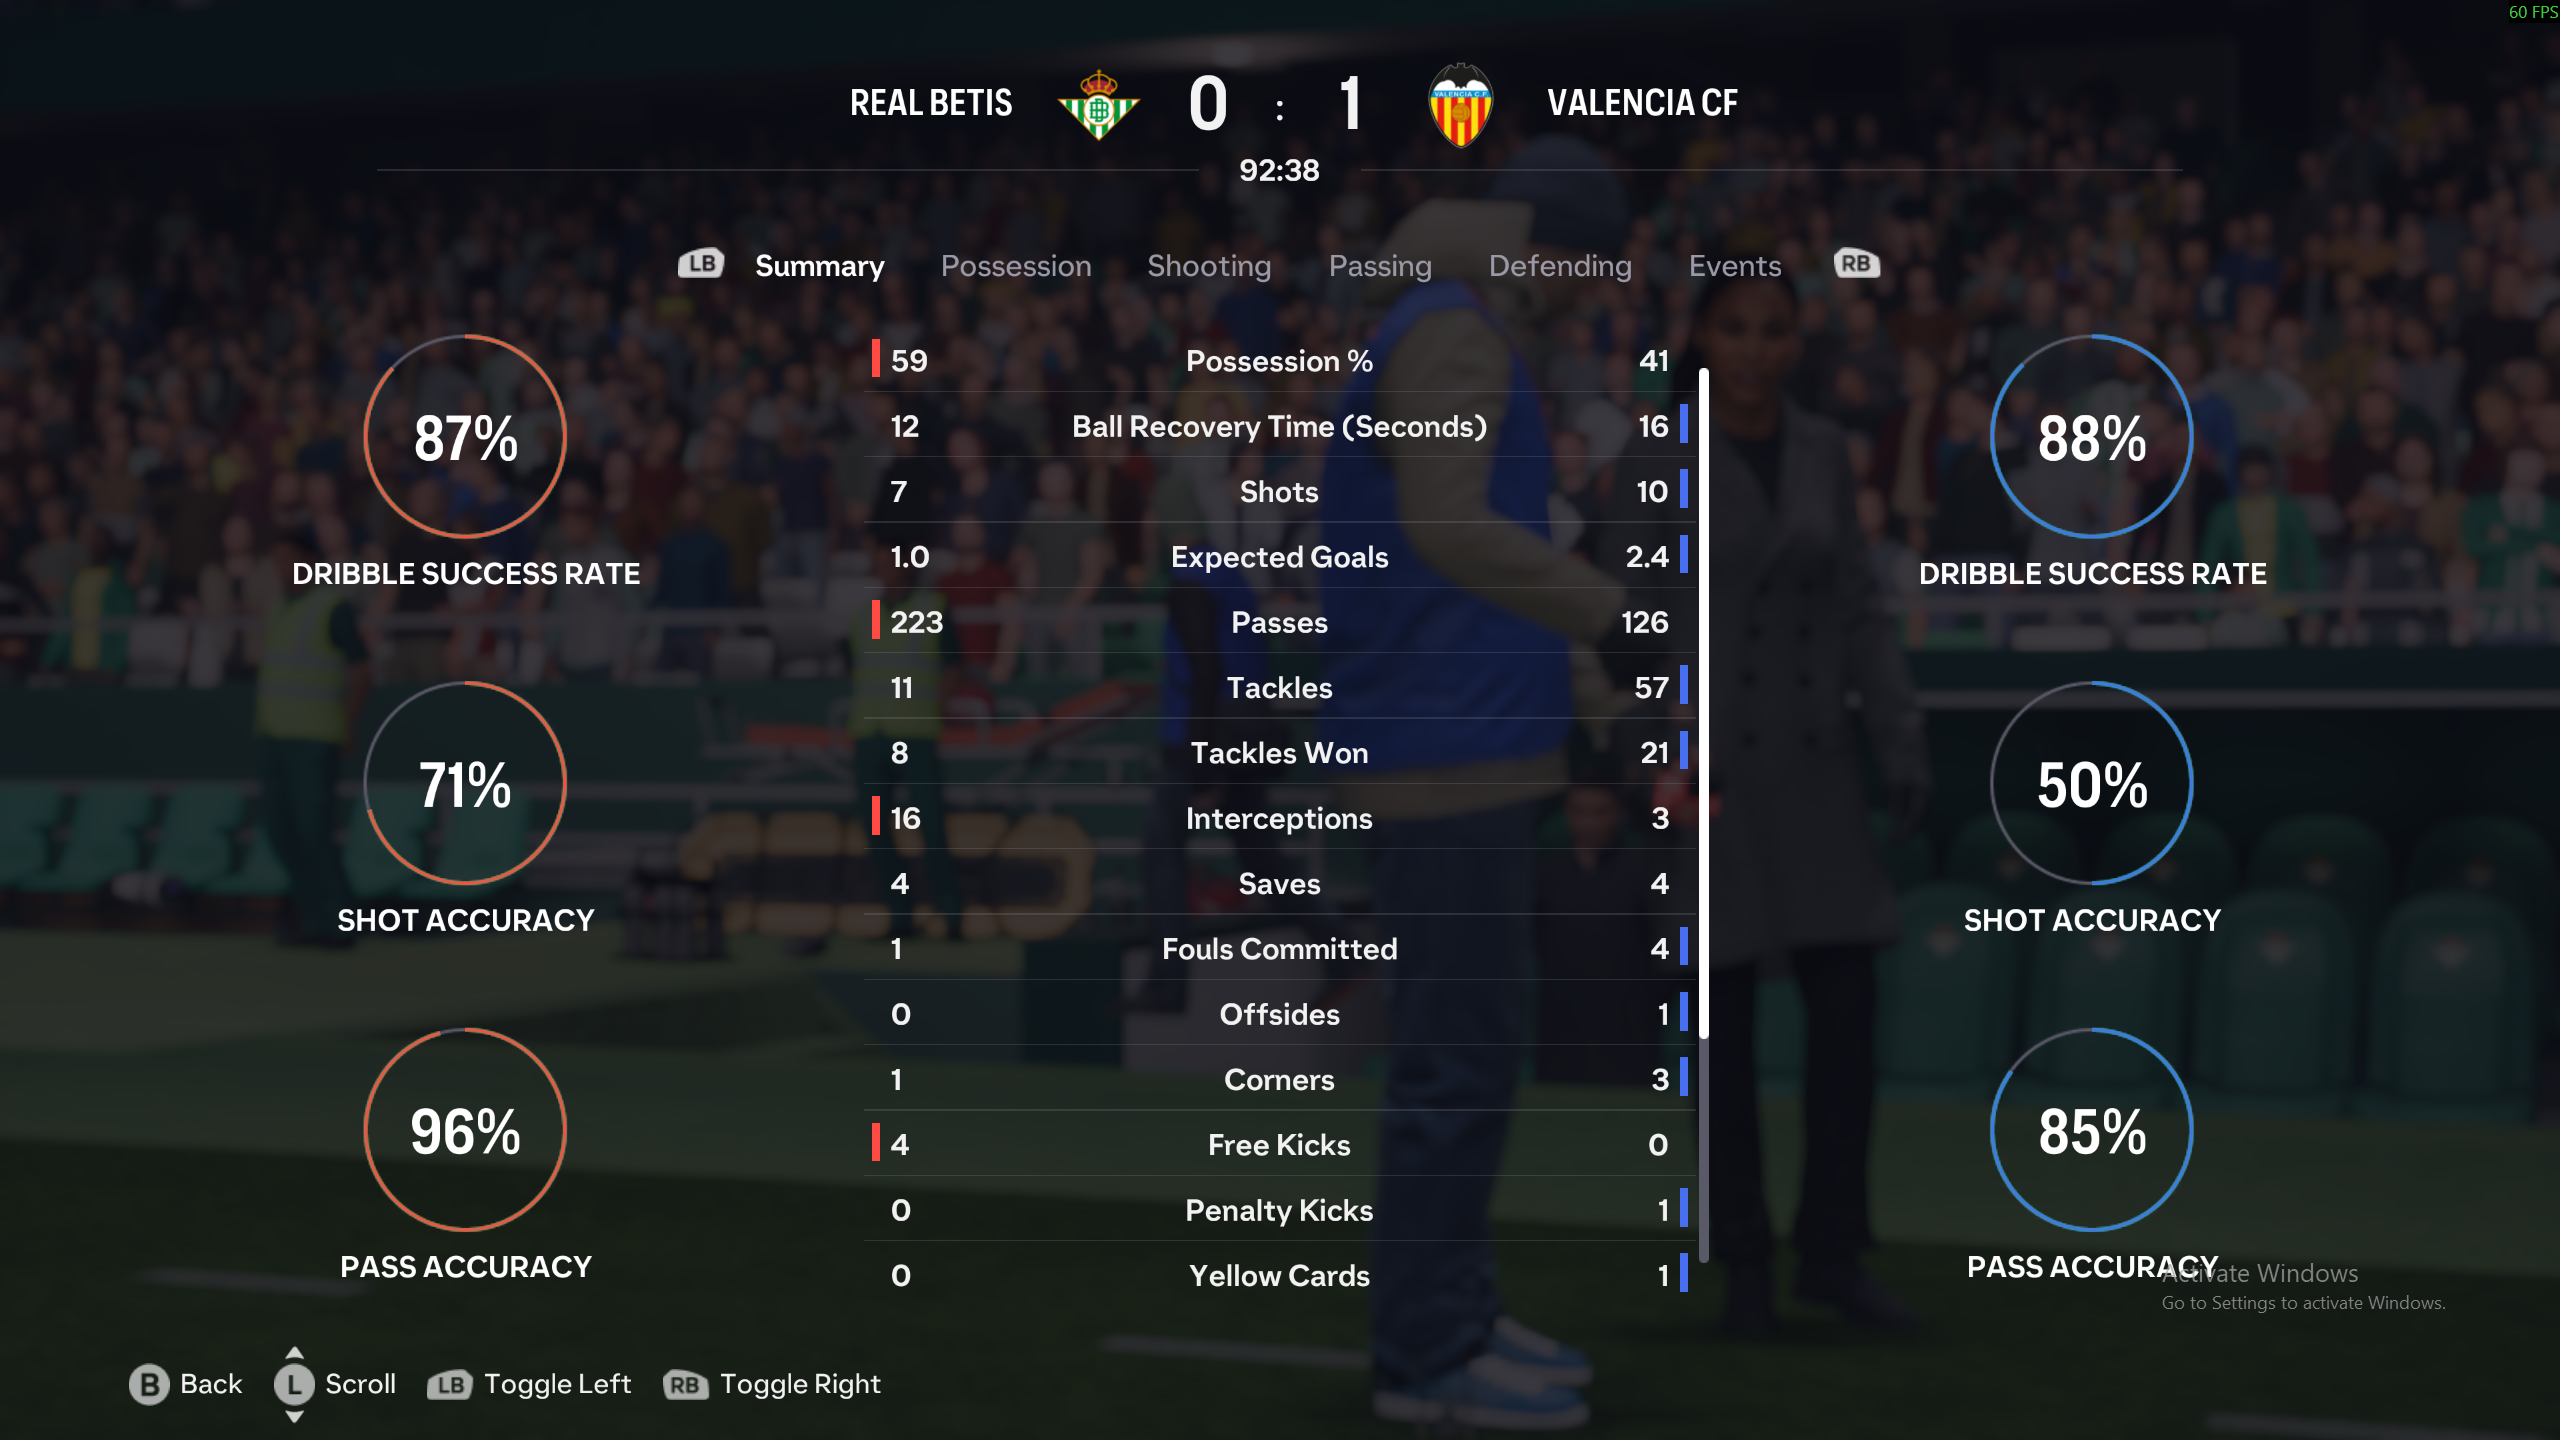 60 FPS
REAL BETIS 0 : 1 VALENCIA CF
VALENCIA C.F
92:38
LB Summary Possession Shooting Passing Defending Events RB
59 Possession % 41
12 Ball Recovery Time (Seconds) 16
7 Shots 10
1.0 Expected Goals 2.4
223 Passes 126
11 Tackles 57
8 Tackles Won 21
16 Interceptions 3
4 Saves 4
1 Fouls Committed 4
0 Offsides 1
1 Corners 3
4 Free Kicks 0
0 Penalty Kicks 1
0 Yellow Cards 1
87%
DRIBBLE SUCCESS RATE
71%
SHOT ACCURACY
96%
PASS ACCURACY
88%
DRIBBLE SUCCESS RATE
50%
SHOT ACCURACY
85%
PASS ACCURACY
Activate Windows
Go to Settings to activate Windows.
B Back L Scroll LB Toggle Left RB Toggle Right